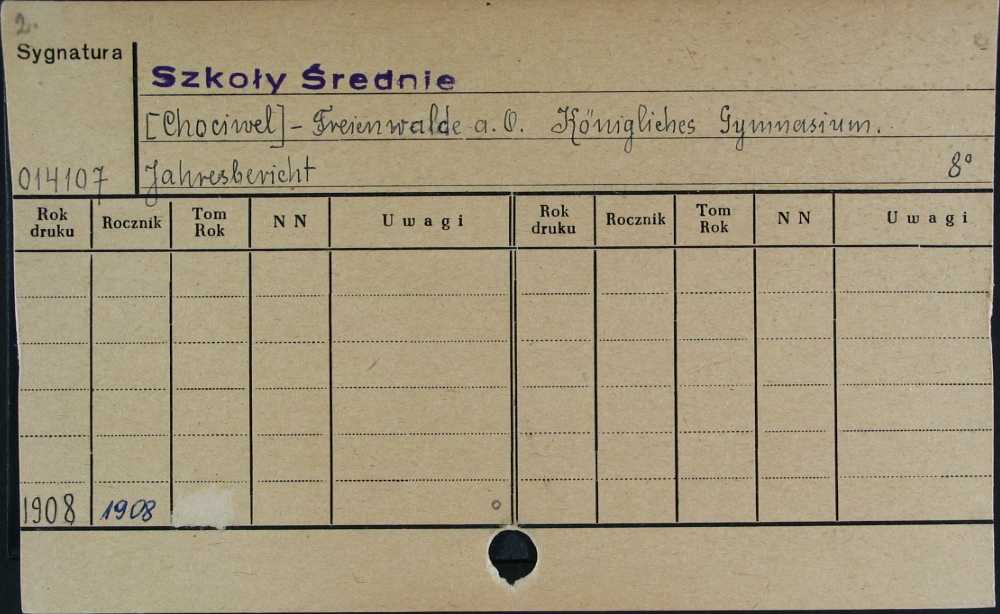 2.
Sygnatura
Szkoły Średnie
[Chociwel] - Freienwalde a. O. Königliches Gymnasium.
014107 Jahresbericht 8°
Rok druku Rocznik Tom Rok N N Uwagi Rok druku Rocznik Tom Rok N N Uwagi
1908 1908